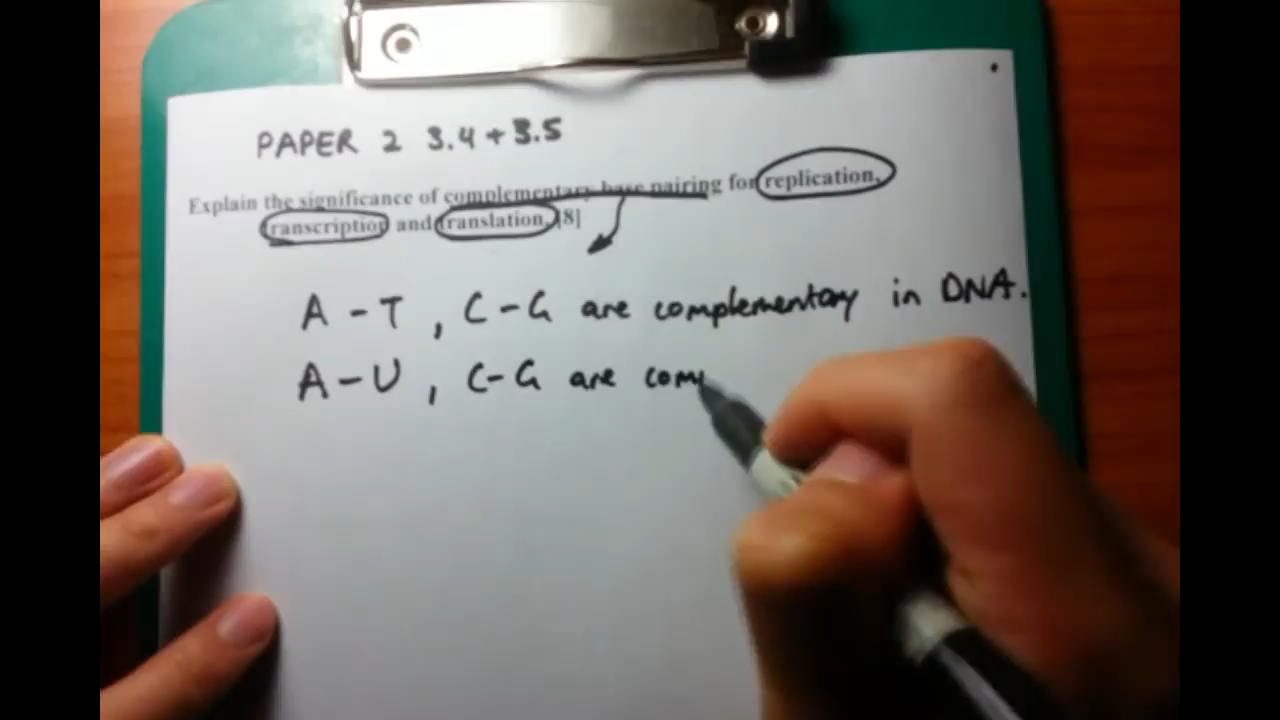 PAPER 2 3.4 + 3.5
Explain the significance of complementary base pairing for replication,
transcription and translation. [8]
A - T , C - G are complementary in DNA.
A - U , C - G are comp